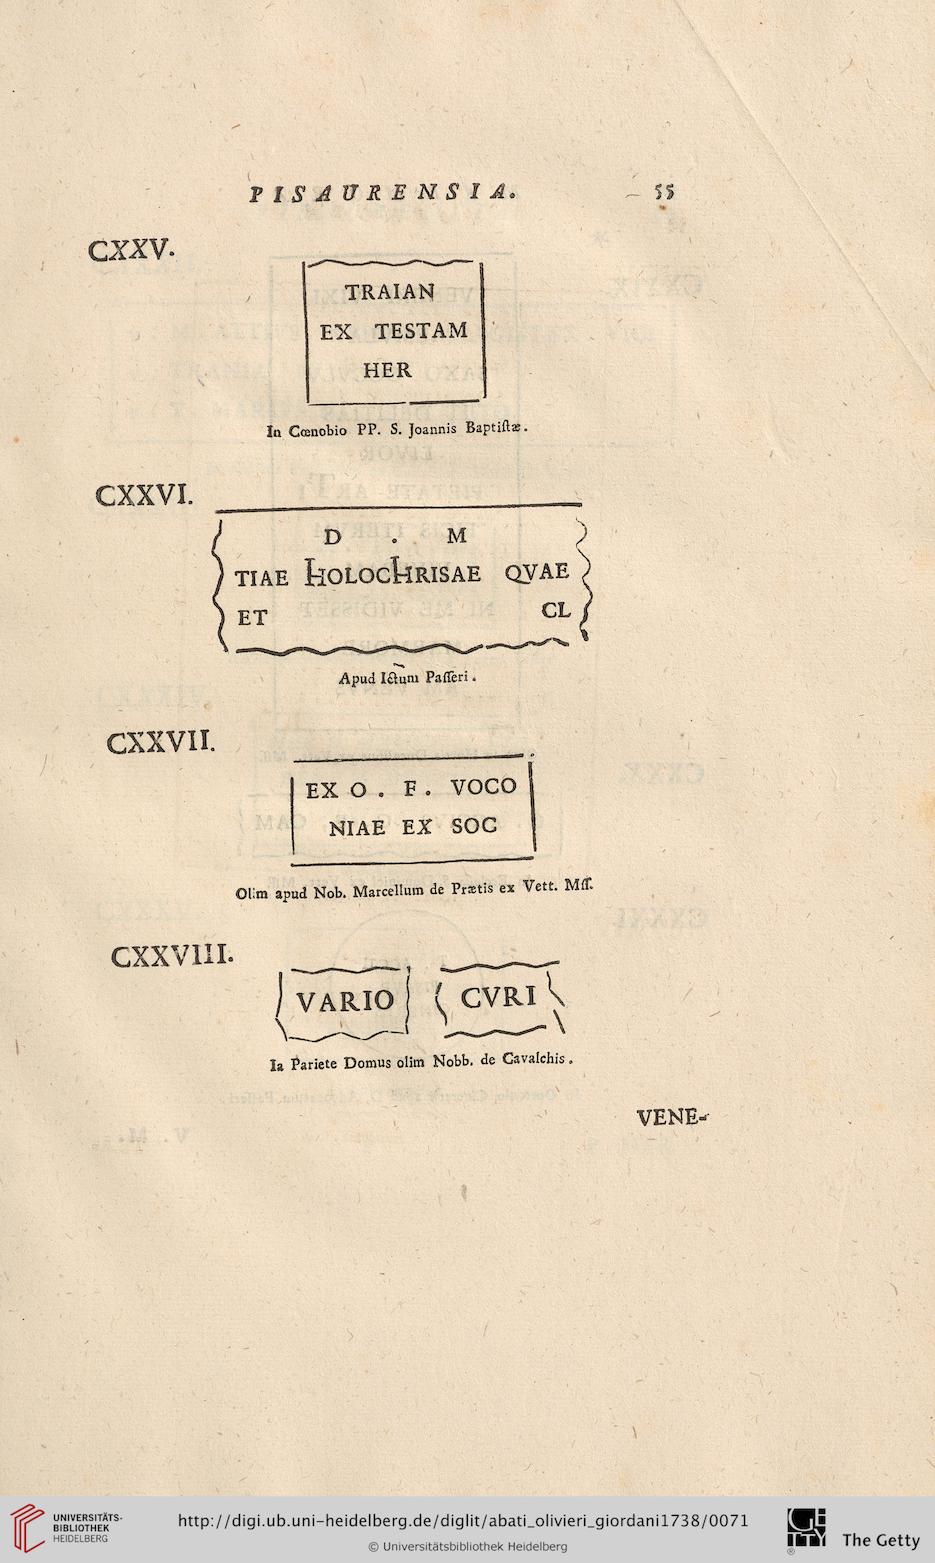 PISAURENSIA. 55
CXXV.
TRAIAN
EX TESTAM
HER
In Cœnobio PP. S. Joannis Baptiſtæ.
CXXVI.
D . M
TIAE HOLOCHRISAE QVAE
ET CL
Apud Ictum Paſſeri.
CXXVII.
EX O . F . VOCO
NIAE EX SOC
Olim apud Nob. Marcellum de Prætis ex Vett. Mſſ.
CXXVIII.
VARIO CVRI
Ia Pariete Domus olim Nobb. de Cavalchis.
VENE-
UNIVERSITÄTS-
BIBLIOTHEK
HEIDELBERG
http://digi.ub.uni-heidelberg.de/diglit/abati_olivieri_giordani1738/0071
© Universitätsbibliothek Heidelberg
GETTY
The Getty